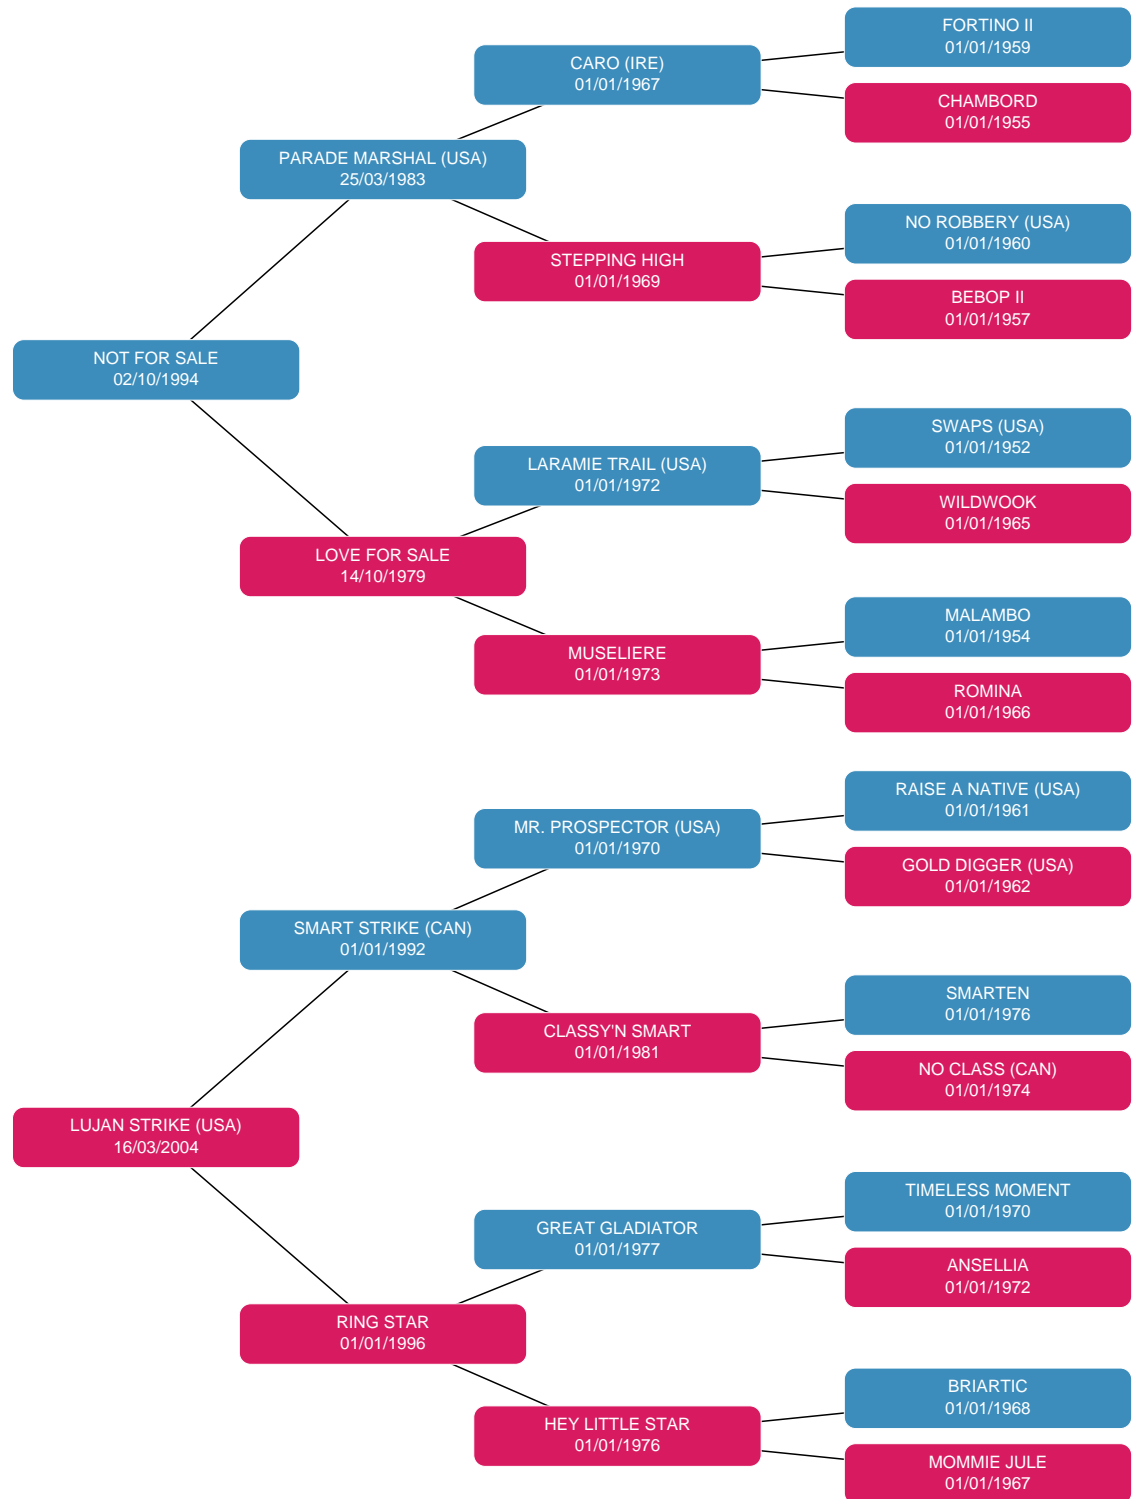 FORTINO II
01/01/1959
CARO (IRE)
01/01/1967
CHAMBORD
01/01/1955
PARADE MARSHAL (USA)
25/03/1983
NO ROBBERY (USA)
01/01/1960
STEPPING HIGH
01/01/1969
BEBOP II
01/01/1957
NOT FOR SALE
02/10/1994
SWAPS (USA)
01/01/1952
LARAMIE TRAIL (USA)
01/01/1972
WILDWOOK
01/01/1965
LOVE FOR SALE
14/10/1979
MALAMBO
01/01/1954
MUSELIERE
01/01/1973
ROMINA
01/01/1966
RAISE A NATIVE (USA)
01/01/1961
MR. PROSPECTOR (USA)
01/01/1970
GOLD DIGGER (USA)
01/01/1962
SMART STRIKE (CAN)
01/01/1992
SMARTEN
01/01/1976
CLASSY'N SMART
01/01/1981
NO CLASS (CAN)
01/01/1974
LUJAN STRIKE (USA)
16/03/2004
TIMELESS MOMENT
01/01/1970
GREAT GLADIATOR
01/01/1977
ANSELLIA
01/01/1972
RING STAR
01/01/1996
BRIARTIC
01/01/1968
HEY LITTLE STAR
01/01/1976
MOMMIE JULE
01/01/1967